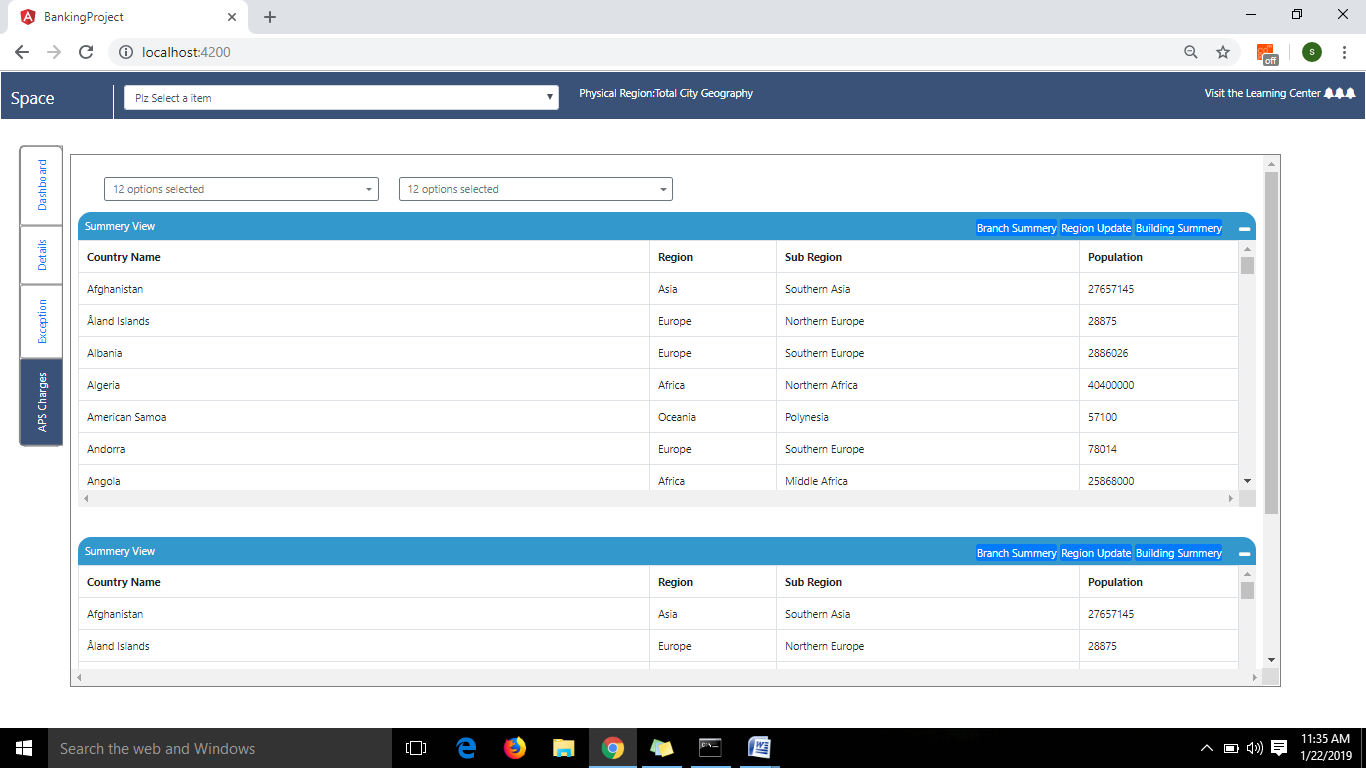 BankingProject
localhost:4200
off
S
Space
Plz Select a item
Physical Region:Total City Geography
Visit the Learning Center
Dashboard
Details
Exception
APS Charges
12 options selected
12 options selected
Summery View
Branch Summery Region Update Building Summery
Country Name Region Sub Region Population
Afghanistan Asia Southern Asia 27657145
Åland Islands Europe Northern Europe 28875
Albania Europe Southern Europe 2886026
Algeria Africa Northern Africa 40400000
American Samoa Oceania Polynesia 57100
Andorra Europe Southern Europe 78014
Angola Africa Middle Africa 25868000
Summery View
Branch Summery Region Update Building Summery
Country Name Region Sub Region Population
Afghanistan Asia Southern Asia 27657145
Åland Islands Europe Northern Europe 28875
Search the web and Windows
11:35 AM
1/22/2019